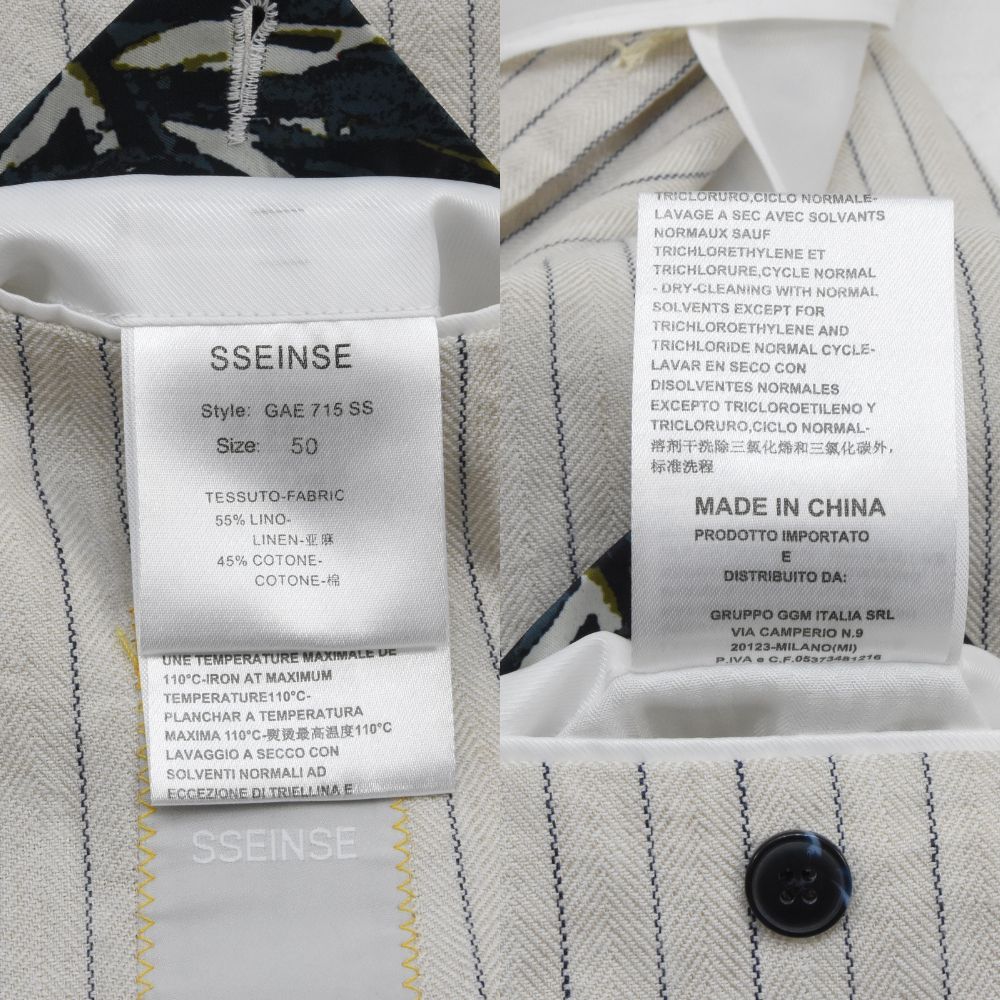 SSEINSE
Style: GAE 715 SS
Size: 50
TESSUTO-FABRIC
55% LINO-
LINEN-亚麻
45% COTONE-
COTONE-棉
UNE TEMPERATURE MAXIMALE DE
110°C-IRON AT MAXIMUM
TEMPERATURE110°C-
PLANCHAR A TEMPERATURA
MAXIMA 110°C-熨烫最高温度110°C
LAVAGGIO A SECCO CON
SOLVENTI NORMALI AD
ECCEZIONE DI TRIELLINA E
SSEINSE
TRICLORURO,CICLO NORMALE-
LAVAGE A SEC AVEC SOLVANTS
NORMAUX SAUF
TRICHLORETHYLENE ET
TRICHLORURE,CYCLE NORMAL
- DRY-CLEANING WITH NORMAL
SOLVENTS EXCEPT FOR
TRICHLOROETHYLENE AND
TRICHLORIDE NORMAL CYCLE-
LAVAR EN SECO CON
DISOLVENTES NORMALES
EXCEPTO TRICLOROETILENO Y
TRICLORURO,CICLO NORMAL-
溶剂干洗除三氯化烯和三氯化碳外，
标准洗程
MADE IN CHINA
PRODOTTO IMPORTATO
E
DISTRIBUITO DA:
GRUPPO GGM ITALIA SRL
VIA CAMPERIO N.9
20123-MILANO(MI)
P.IVA e C.F.05373481216